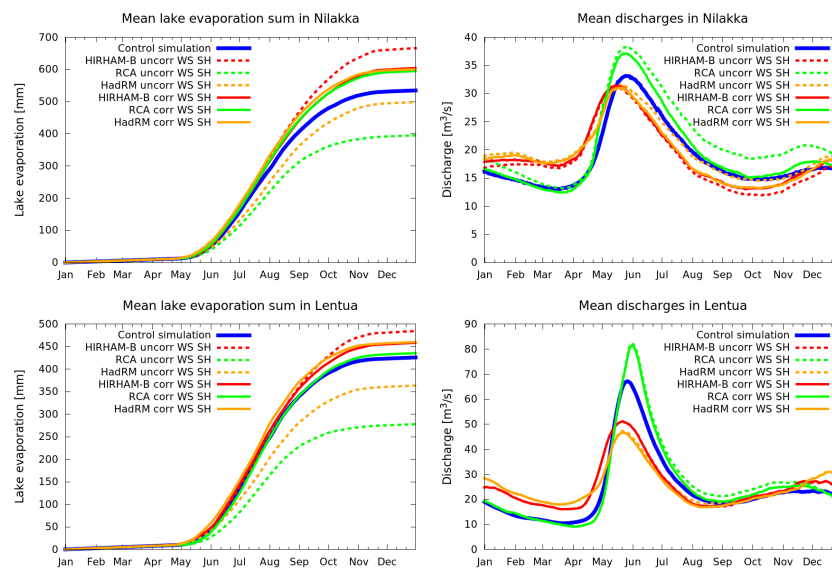 Mean lake evaporation sum in Nilakka
Lake evaporation [mm]
700
600
500
400
300
200
100
0
Control simulation
HIRHAM-B uncorr WS SH
RCA uncorr WS SH
HadRM uncorr WS SH
HIRHAM-B corr WS SH
RCA corr WS SH
HadRM corr WS SH
Jan Feb Mar Apr May Jun Jul Aug Sep Oct Nov Dec
Mean discharges in Nilakka
Discharge [m³/s]
40
35
30
25
20
15
10
5
0
Control simulation
HIRHAM-B uncorr WS SH
RCA uncorr WS SH
HadRM uncorr WS SH
HIRHAM-B corr WS SH
RCA corr WS SH
HadRM corr WS SH
Jan Feb Mar Apr May Jun Jul Aug Sep Oct Nov Dec
Mean lake evaporation sum in Lentua
Lake evaporation [mm]
500
450
400
350
300
250
200
150
100
50
0
Control simulation
HIRHAM-B uncorr WS SH
RCA uncorr WS SH
HadRM uncorr WS SH
HIRHAM-B corr WS SH
RCA corr WS SH
HadRM corr WS SH
Jan Feb Mar Apr May Jun Jul Aug Sep Oct Nov Dec
Mean discharges in Lentua
Discharge [m³/s]
90
80
70
60
50
40
30
20
10
0
Control simulation
HIRHAM-B uncorr WS SH
RCA uncorr WS SH
HadRM uncorr WS SH
HIRHAM-B corr WS SH
RCA corr WS SH
HadRM corr WS SH
Jan Feb Mar Apr May Jun Jul Aug Sep Oct Nov Dec